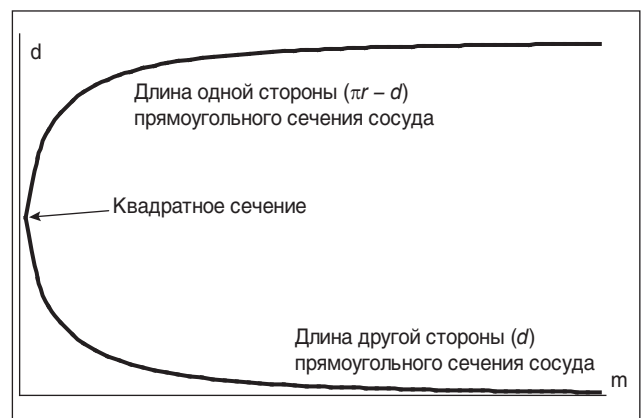 d
Длина одной стороны (πr – d)
прямоугольного сечения сосуда
Квадратное сечение
Длина другой стороны (d)
прямоугольного сечения сосуда
m